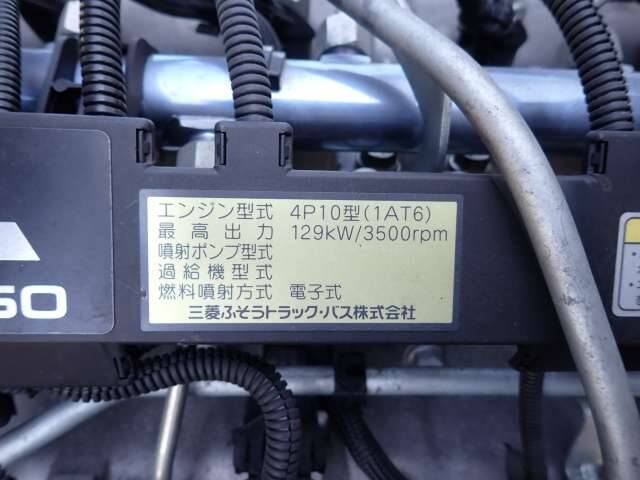 エンジン型式 4P10型(1AT6)
最高出力 129kW/3500rpm
噴射ポンプ型式
過給機型式
燃料噴射方式 電子式
三菱ふそうトラック・バス株式会社